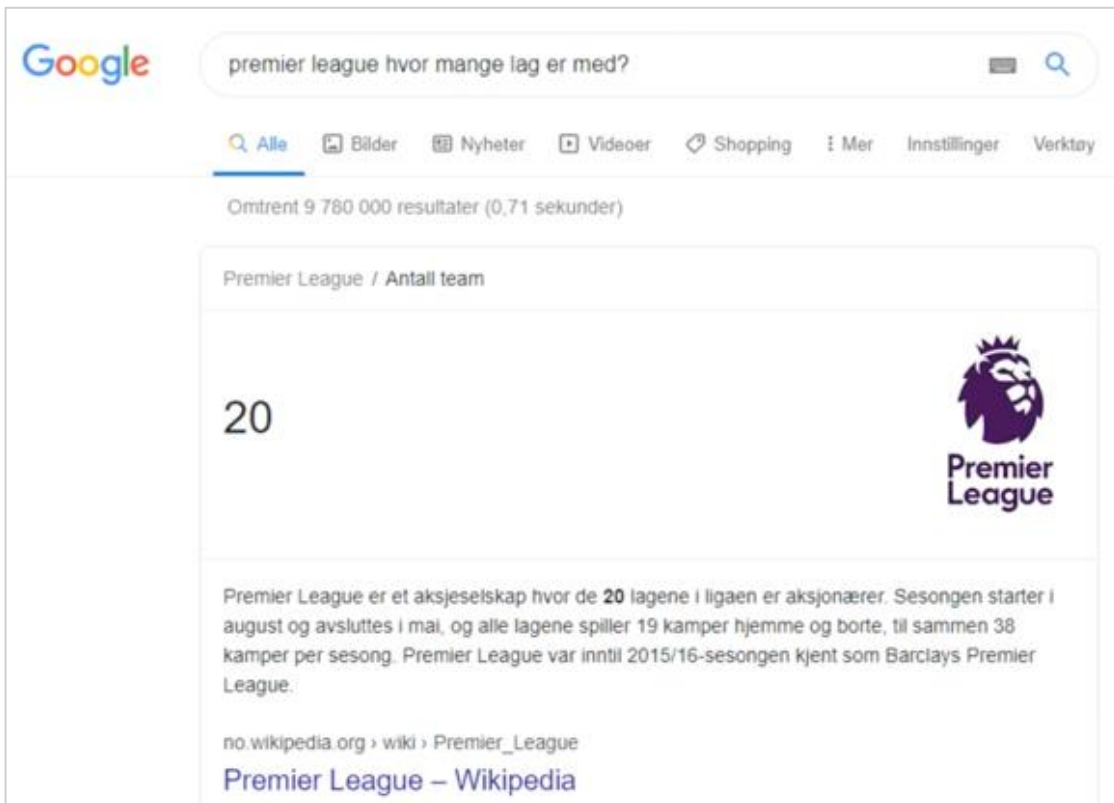 Google
premier league hvor mange lag er med?
Alle Bilder Nyheter Videoer Shopping Mer Innstillinger Verktøy
Omtrent 9 780 000 resultater (0,71 sekunder)
Premier League / Antall team
20
Premier
League
Premier League er et aksjeselskap hvor de 20 lagene i ligaen er aksjonærer. Sesongen starter i
august og avsluttes i mai, og alle lagene spiller 19 kamper hjemme og borte, til sammen 38
kamper per sesong. Premier League var inntil 2015/16-sesongen kjent som Barclays Premier
League.
no.wikipedia.org › wiki › Premier_League
Premier League – Wikipedia